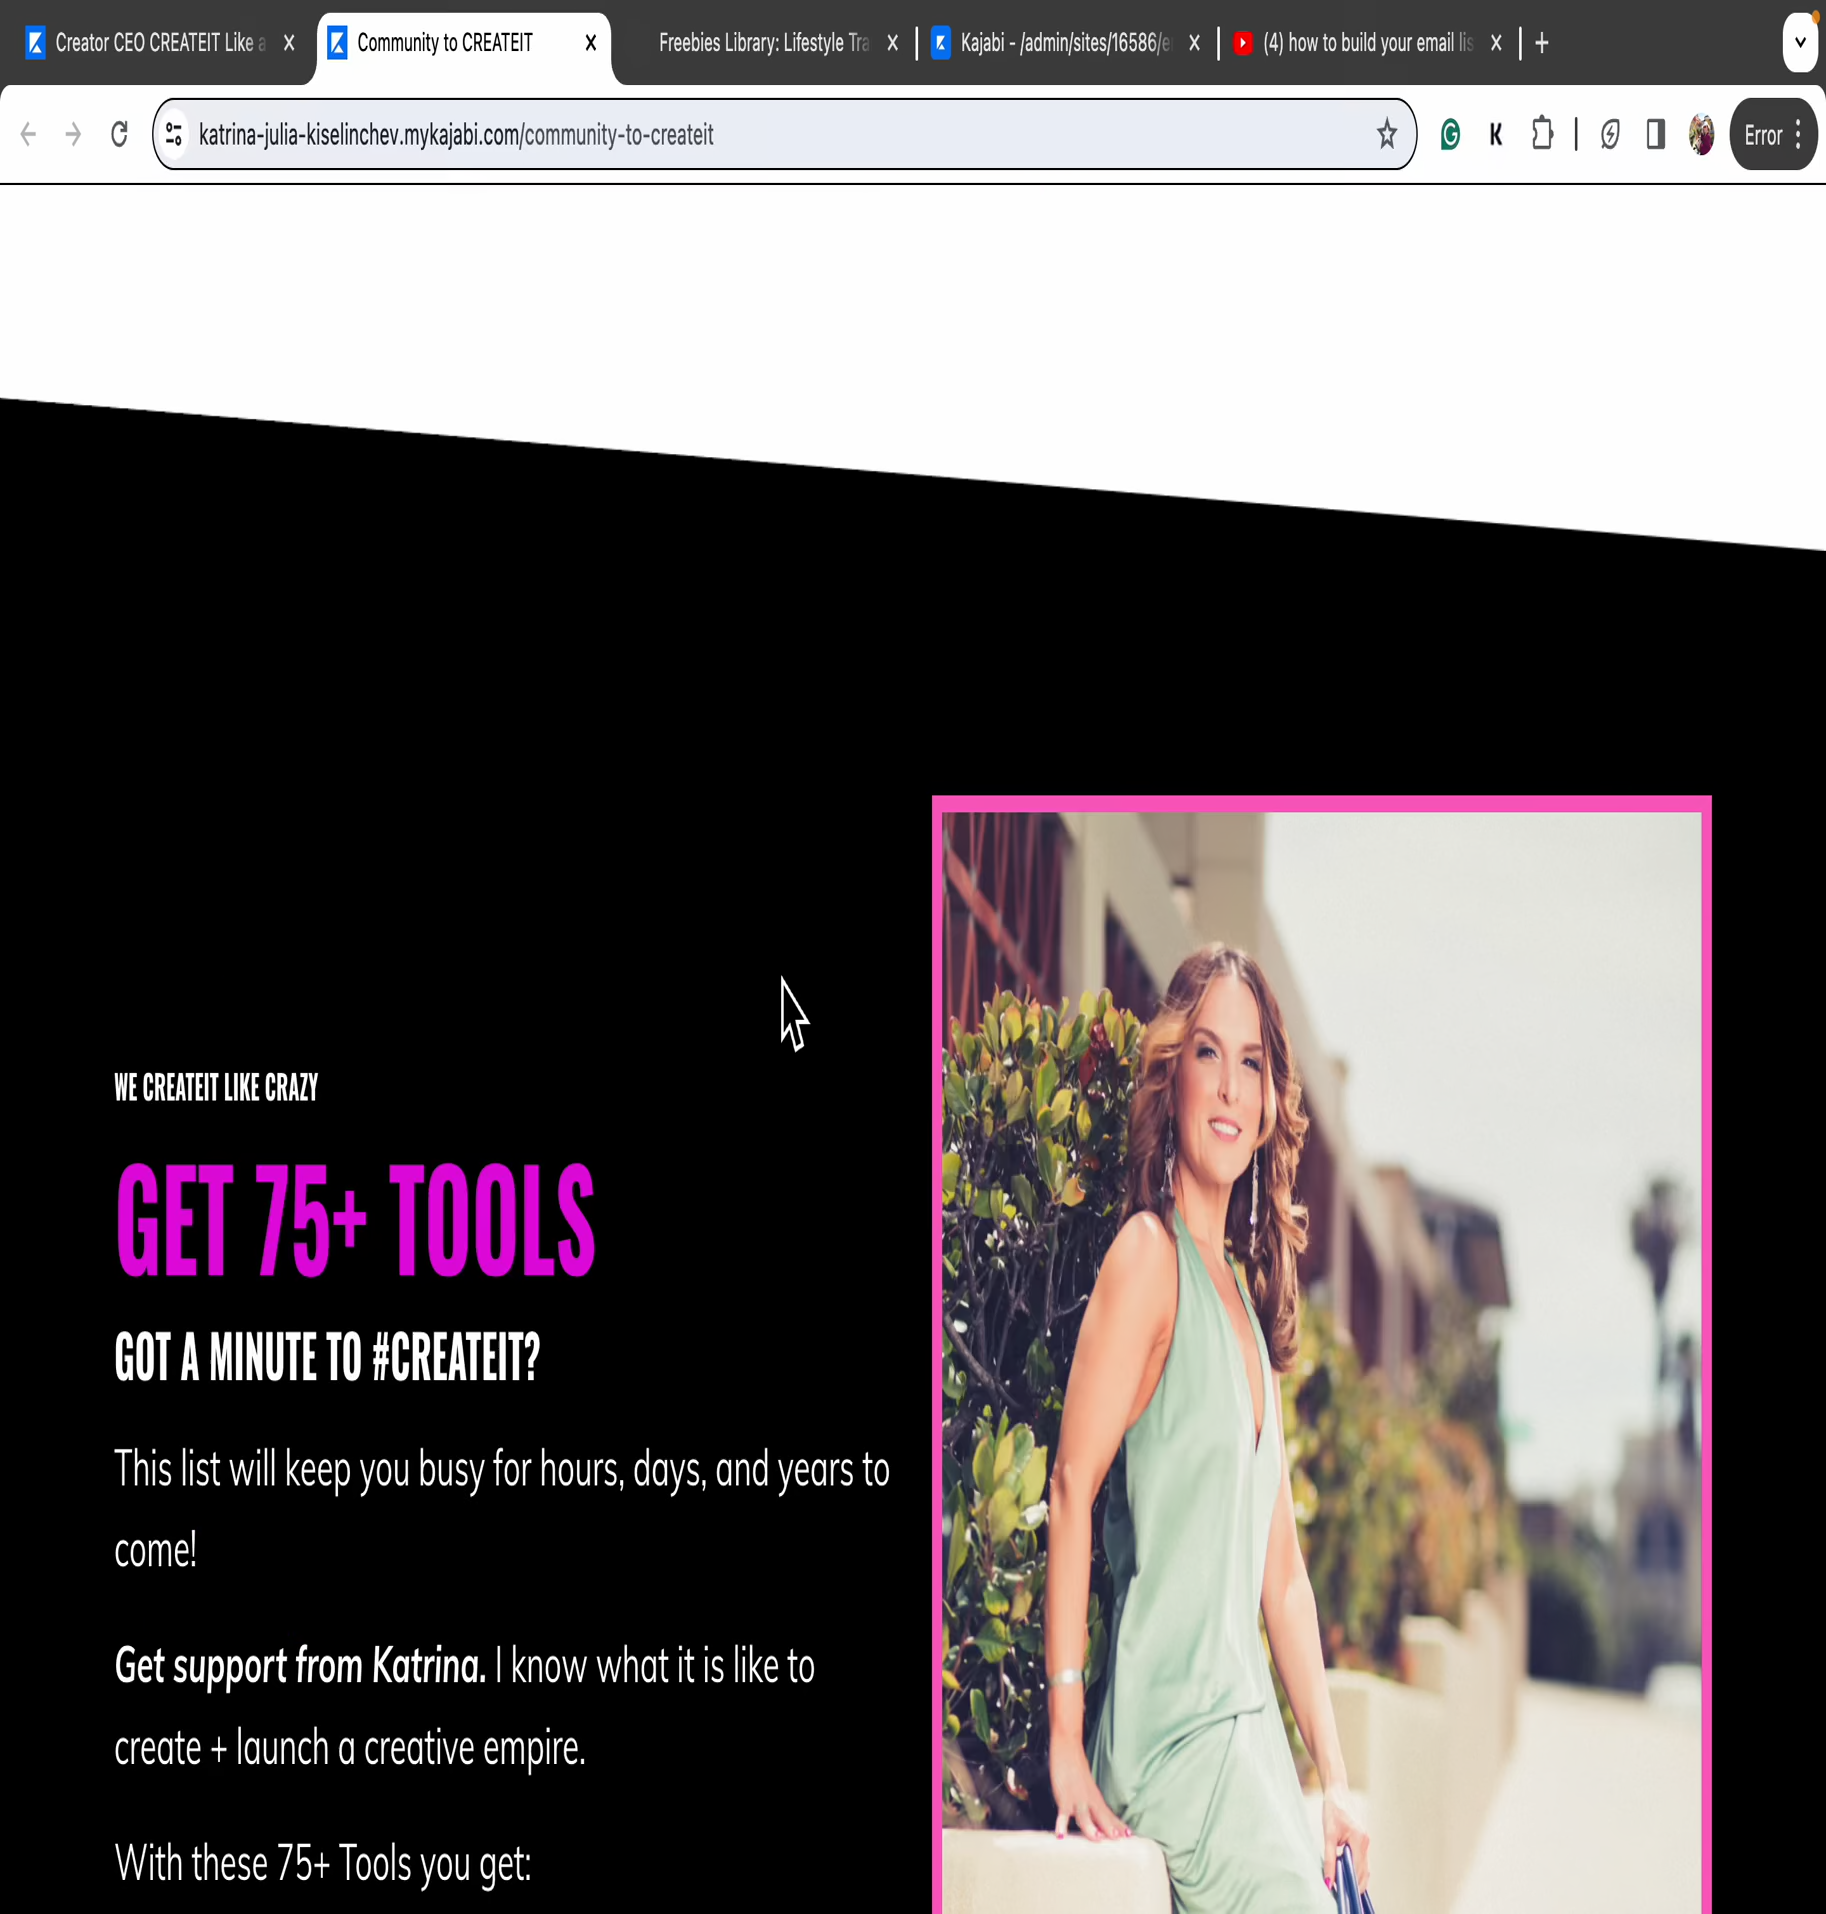 Creator CEO CREATEIT Like a
Community to CREATEIT
Freebies Library: Lifestyle Tra
Kajabi - /admin/sites/16586/e
(4) how to build your email lis
katrina-julia-kiselinchev.mykajabi.com/community-to-createit
Error
WE CREATEIT LIKE CRAZY
GET 75+ TOOLS
GOT A MINUTE TO #CREATEIT?
This list will keep you busy for hours, days, and years to
come!
Get support from Katrina. I know what it is like to
create + launch a creative empire.
With these 75+ Tools you get: